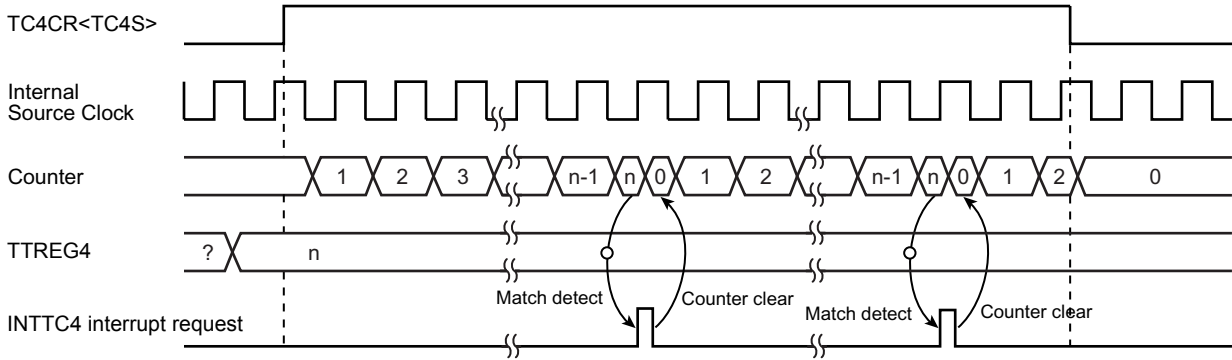 TC4CR<TC4S>
Internal
Source Clock
Counter
1 2 3 n-1 n 0 1 2 n-1 n 0 1 2 0
TTREG4
? n
Match detect Counter clear Match detect Counter clear
INTTC4 interrupt request